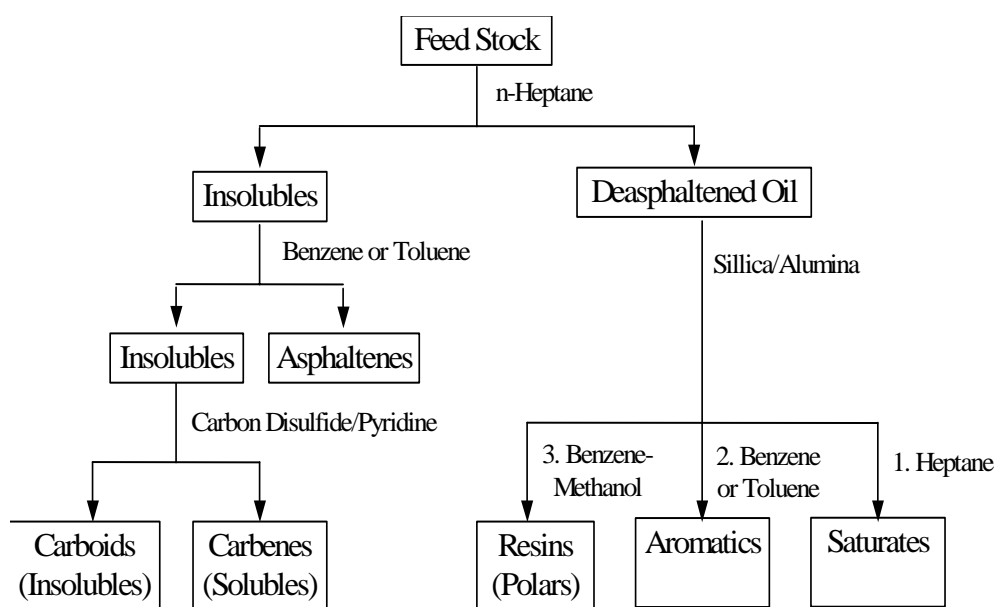 Feed Stock
n-Heptane
Insolubles
Deasphaltened Oil
Benzene or Toluene
Sillica/Alumina
Insolubles
Asphaltenes
Carbon Disulfide/Pyridine
3. Benzene-
Methanol
2. Benzene
or Toluene
1. Heptane
Carboids
(Insolubles)
Carbenes
(Solubles)
Resins
(Polars)
Aromatics
Saturates